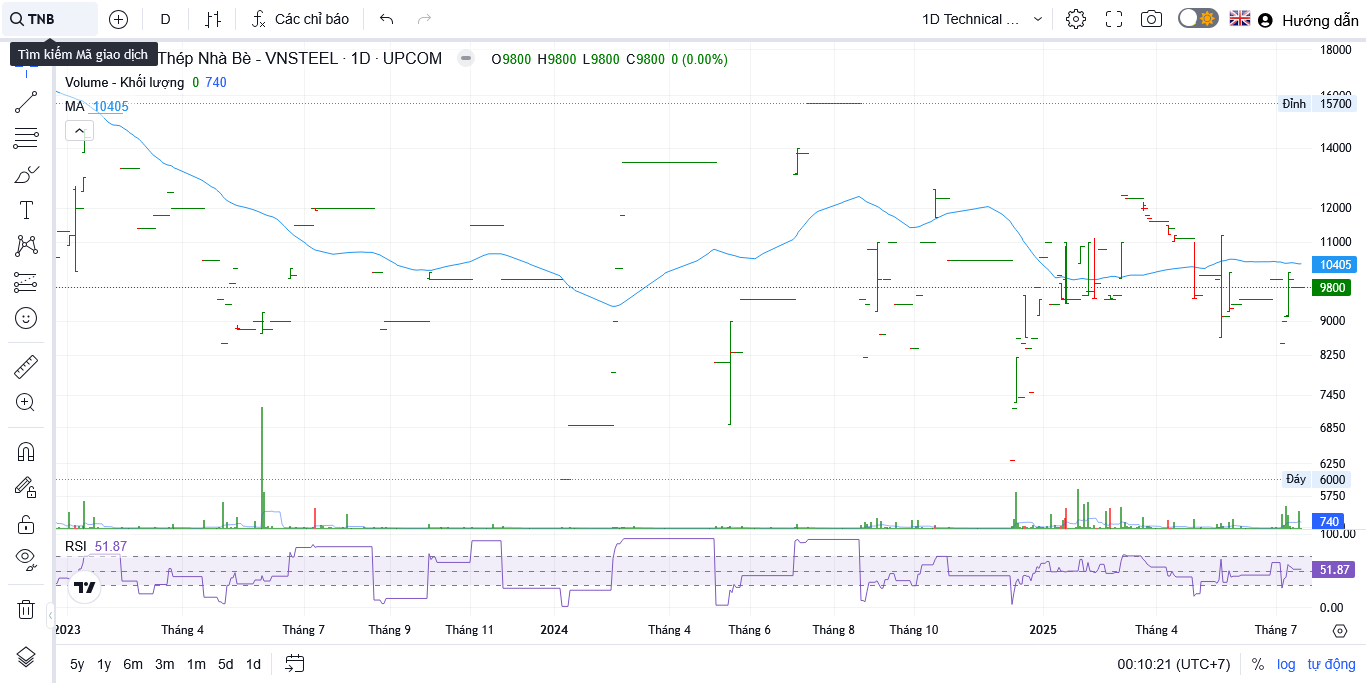 TNB
D
Các chỉ báo
1D Technical ...
Hướng dẫn
Tìm kiếm Mã giao dịch
Thép Nhà Bè - VNSTEEL · 1D · UPCOM
O9800 H9800 L9800 C9800 0 (0.00%)
Volume - Khối lượng 0 740
MA 10405
18000
16000
Đỉnh 15700
14000
12000
11000
10405
9800
9000
8250
7450
6850
6250
Đáy 6000
5750
740
RSI 51.87
100.00
51.87
0.00
2023 Tháng 4 Tháng 7 Tháng 9 Tháng 11 2024 Tháng 4 Tháng 6 Tháng 8 Tháng 10 2025 Tháng 4 Tháng 7
5y 1y 6m 3m 1m 5d 1d
00:10:21 (UTC+7) % log tự động